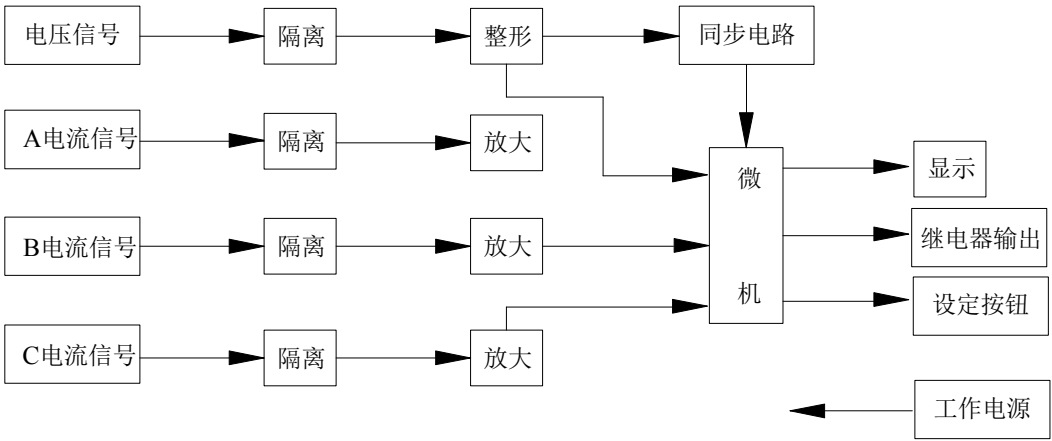 电压信号
隔离
整形
同步电路
A电流信号
隔离
放大
B电流信号
隔离
放大
C电流信号
隔离
放大
微
机
显示
继电器输出
设定按钮
工作电源